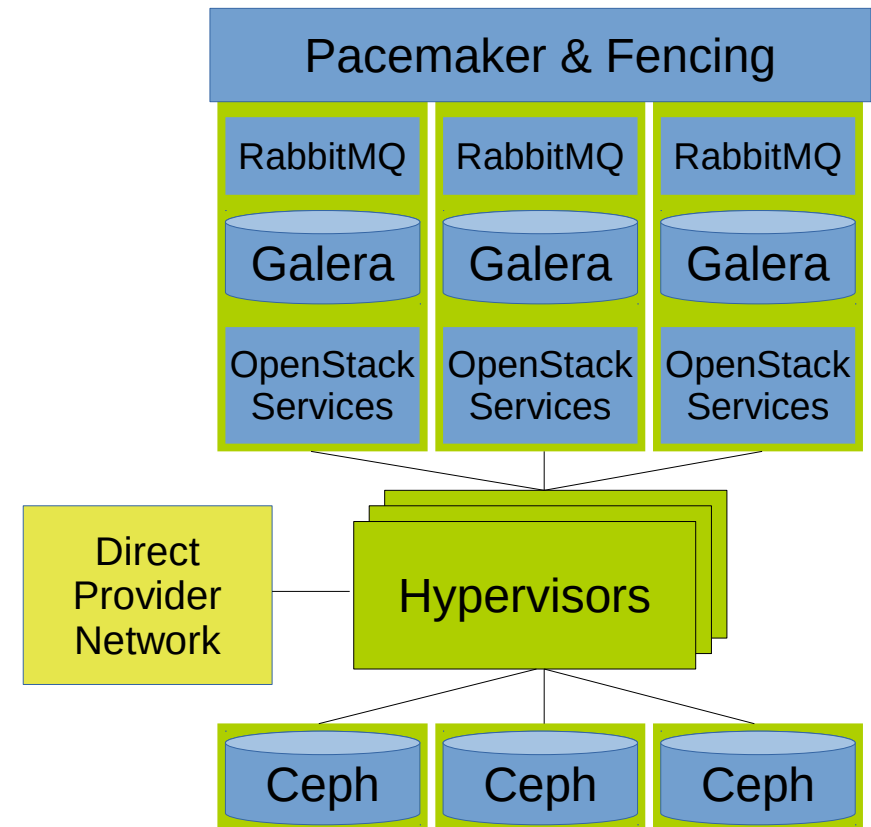 Pacemaker & Fencing
RabbitMQ
RabbitMQ
RabbitMQ
Galera
Galera
Galera
OpenStack
Services
OpenStack
Services
OpenStack
Services
Direct
Provider
Network
Hypervisors
Ceph
Ceph
Ceph